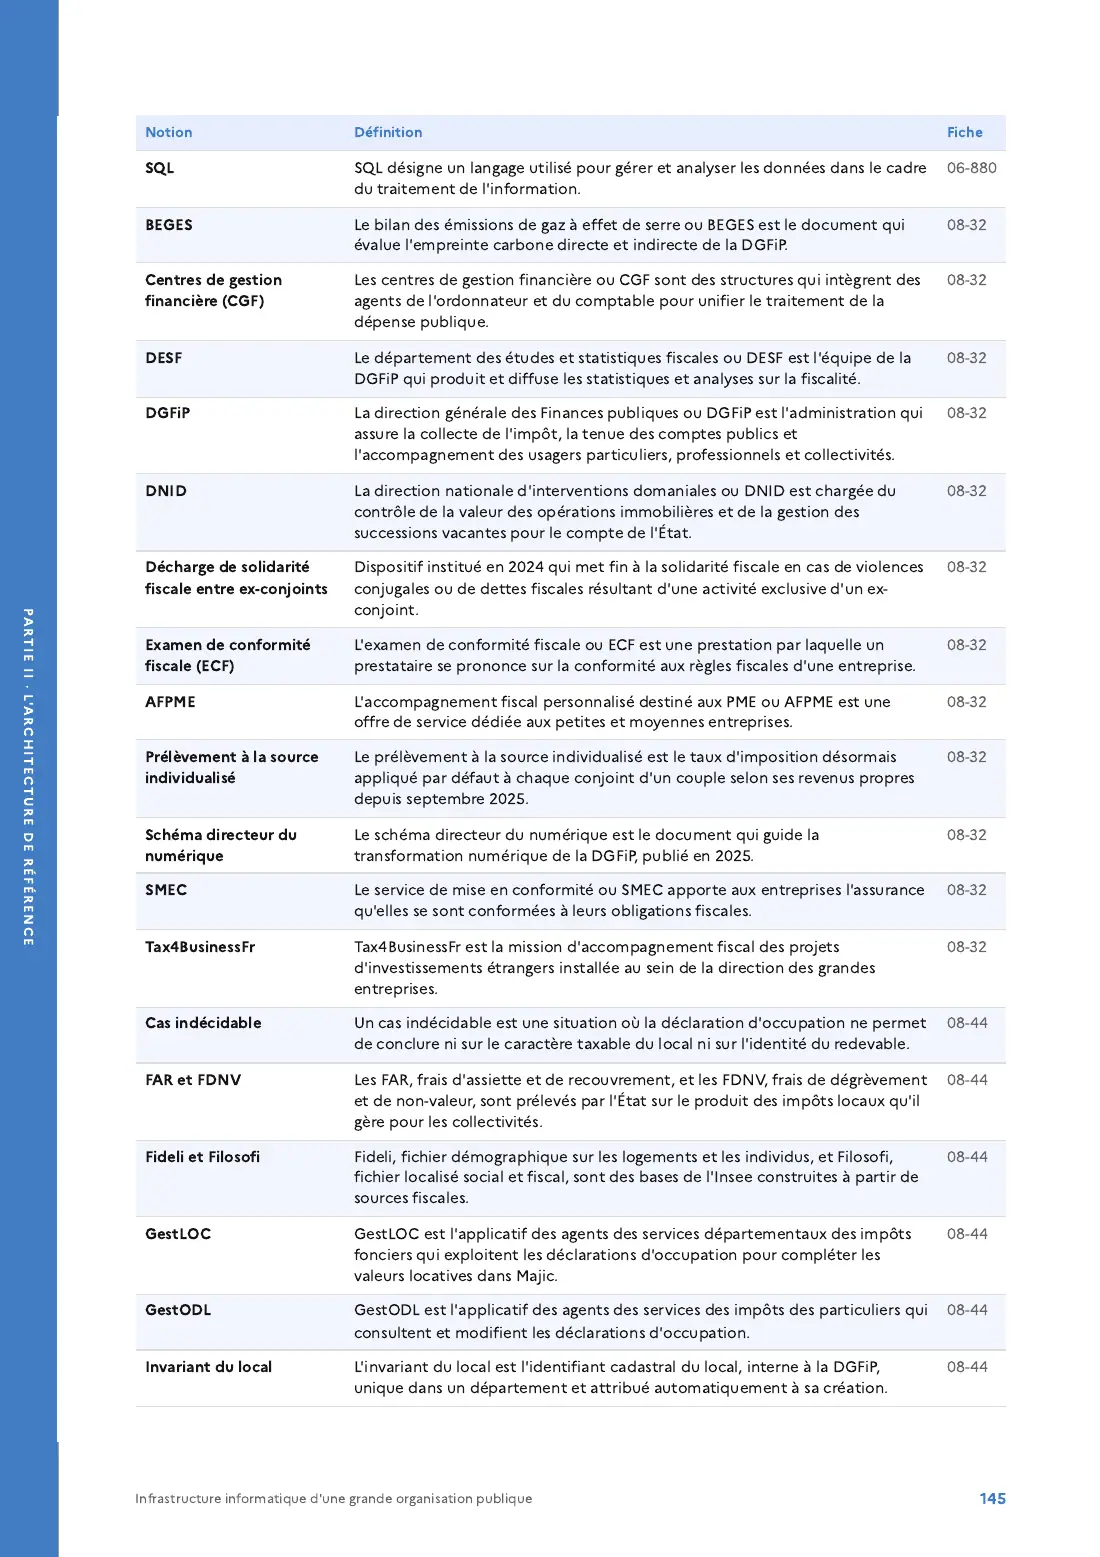 Notion Définition Fiche
SQL SQL désigne un langage utilisé pour gérer et analyser les données dans le cadre 06-880
du traitement de l'information.
BEGES Le bilan des émissions de gaz à effet de serre ou BEGES est le document qui 08-32
évalue l'empreinte carbone directe et indirecte de la DGFiP.
Centres de gestion Les centres de gestion financière ou CGF sont des structures qui intègrent des 08-32
financière (CGF) agents de l'ordonnateur et du comptable pour unifier le traitement de la
dépense publique.
DESF Le département des études et statistiques fiscales ou DESF est l'équipe de la 08-32
DGFiP qui produit et diffuse les statistiques et analyses sur la fiscalité.
DGFiP La direction générale des Finances publiques ou DGFiP est l'administration qui 08-32
assure la collecte de l'impôt, la tenue des comptes publics et
l'accompagnement des usagers particuliers, professionnels et collectivités.
DNID La direction nationale d'interventions domaniales ou DNID est chargée du 08-32
contrôle de la valeur des opérations immobilières et de la gestion des
successions vacantes pour le compte de l'État.
Décharge de solidarité Dispositif institué en 2024 qui met fin à la solidarité fiscale en cas de violences 08-32
fiscale entre ex-conjoints conjugales ou de dettes fiscales résultant d'une activité exclusive d'un ex-
conjoint.
Examen de conformité L'examen de conformité fiscale ou ECF est une prestation par laquelle un 08-32
fiscale (ECF) prestataire se prononce sur la conformité aux règles fiscales d'une entreprise.
AFPME L'accompagnement fiscal personnalisé destiné aux PME ou AFPME est une 08-32
offre de service dédiée aux petites et moyennes entreprises.
Prélèvement à la source Le prélèvement à la source individualisé est le taux d'imposition désormais 08-32
individualisé appliqué par défaut à chaque conjoint d'un couple selon ses revenus propres
depuis septembre 2025.
Schéma directeur du Le schéma directeur du numérique est le document qui guide la 08-32
numérique transformation numérique de la DGFiP, publié en 2025.
SMEC Le service de mise en conformité ou SMEC apporte aux entreprises l'assurance 08-32
qu'elles se sont conformées à leurs obligations fiscales.
Tax4BusinessFr Tax4BusinessFr est la mission d'accompagnement fiscal des projets 08-32
d'investissements étrangers installée au sein de la direction des grandes
entreprises.
Cas indécidable Un cas indécidable est une situation où la déclaration d'occupation ne permet 08-44
de conclure ni sur le caractère taxable du local ni sur l'identité du redevable.
FAR et FDNV Les FAR, frais d'assiette et de recouvrement, et les FDNV, frais de dégrèvement 08-44
et de non-valeur, sont prélevés par l'État sur le produit des impôts locaux qu'il
gère pour les collectivités.
Fideli et Filosofi Fideli, fichier démographique sur les logements et les individus, et Filosofi, 08-44
fichier localisé social et fiscal, sont des bases de l'Insee construites à partir de
sources fiscales.
GestLOC GestLOC est l'applicatif des agents des services départementaux des impôts 08-44
fonciers qui exploitent les déclarations d'occupation pour compléter les
valeurs locatives dans Majic.
GestODL GestODL est l'applicatif des agents des services des impôts des particuliers qui 08-44
consultent et modifient les déclarations d'occupation.
Invariant du local L'invariant du local est l'identifiant cadastral du local, interne à la DGFiP, 08-44
unique dans un département et attribué automatiquement à sa création.
PARTIE II · L'ARCHITECTURE DE RÉFÉRENCE
Infrastructure informatique d'une grande organisation publique 145